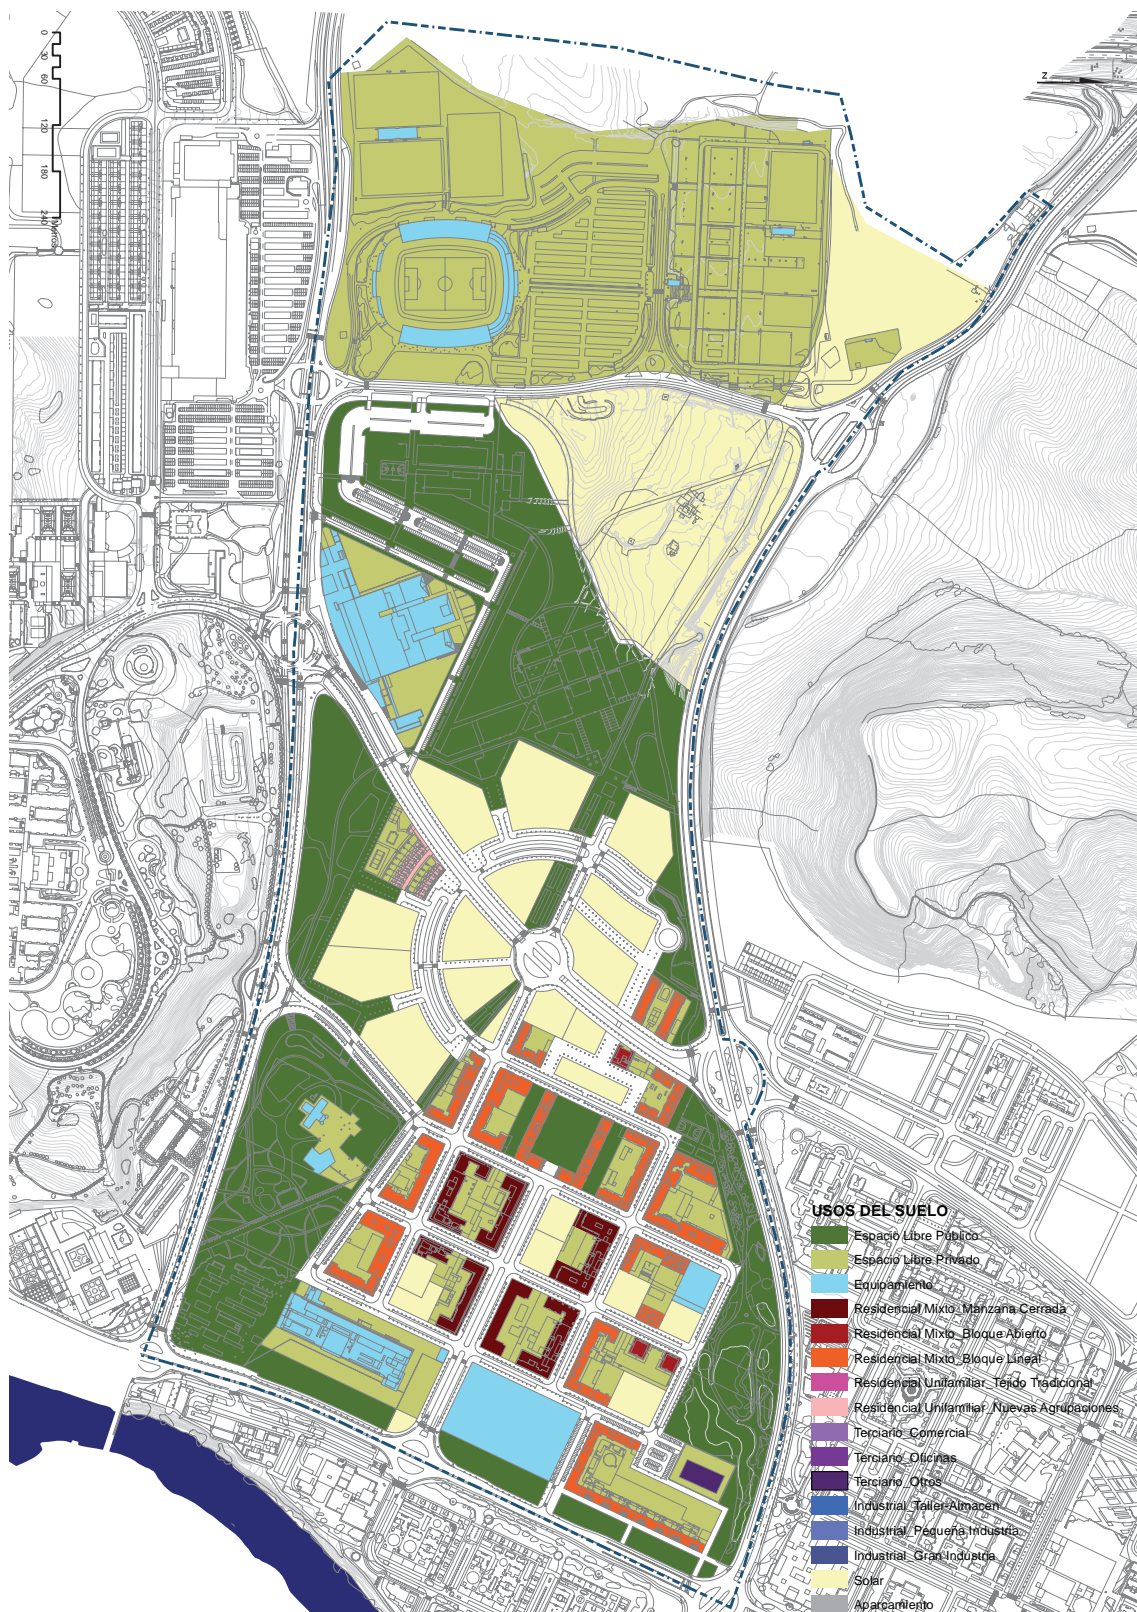 0
30
60
120
180
240
Metros
Z
USOS DEL SUELO
Espacio Libre Público
Espacio Libre Privado
Equipamiento
Residencial Mixto_Manzana Cerrada
Residencial Mixto_Bloque Abierto
Residencial Mixto_Bloque Lineal
Residencial Unifamiliar_Tejido Tradicional
Residencial Unifamiliar_Nuevas Agrupaciones
Terciario_Comercial
Terciario_Oficinas
Terciario_Otros
Industrial_Taller-Almacén
Industrial_Pequeña Industria
Industrial_Gran Industria
Solar
Aparcamiento